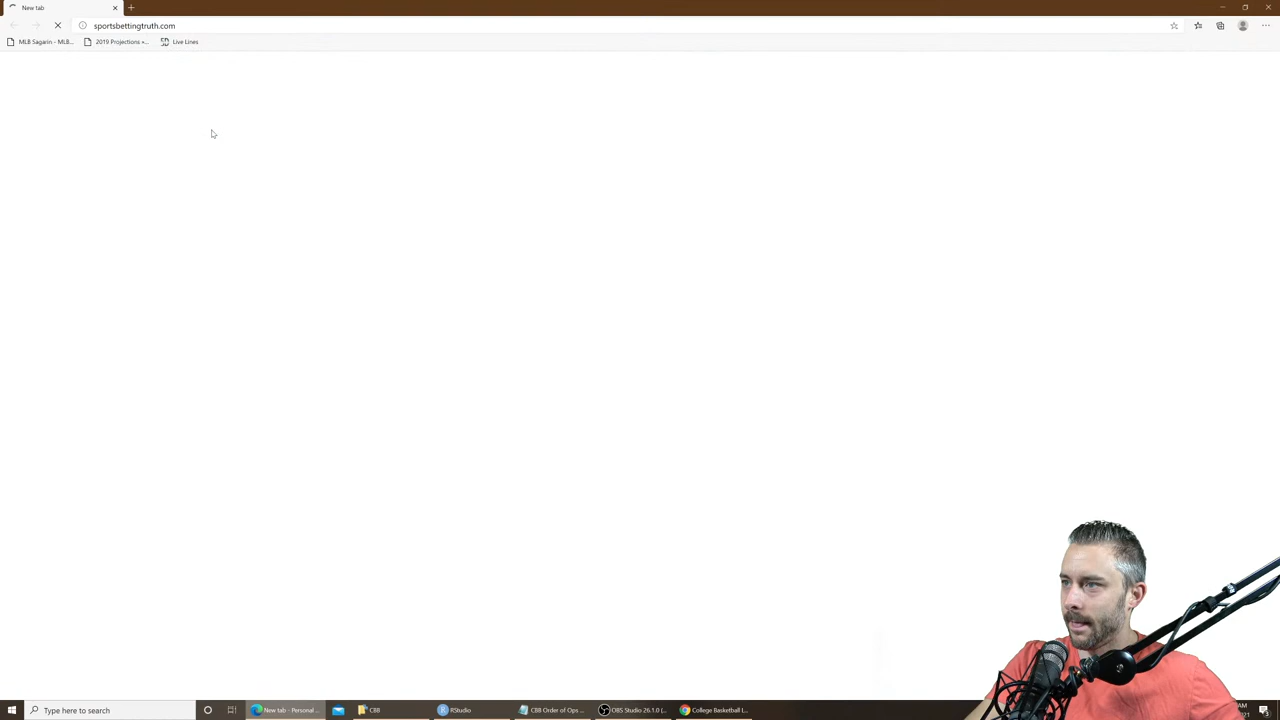 New tab
sportsbettingtruth.com
MLB Sagarin - MLB...
2019 Projections «...
Live Lines
Type here to search
New tab - Personal ...
CBB
RStudio
CBB Order of Ops ...
OBS Studio 26.1.0 (...
College Basketball I...